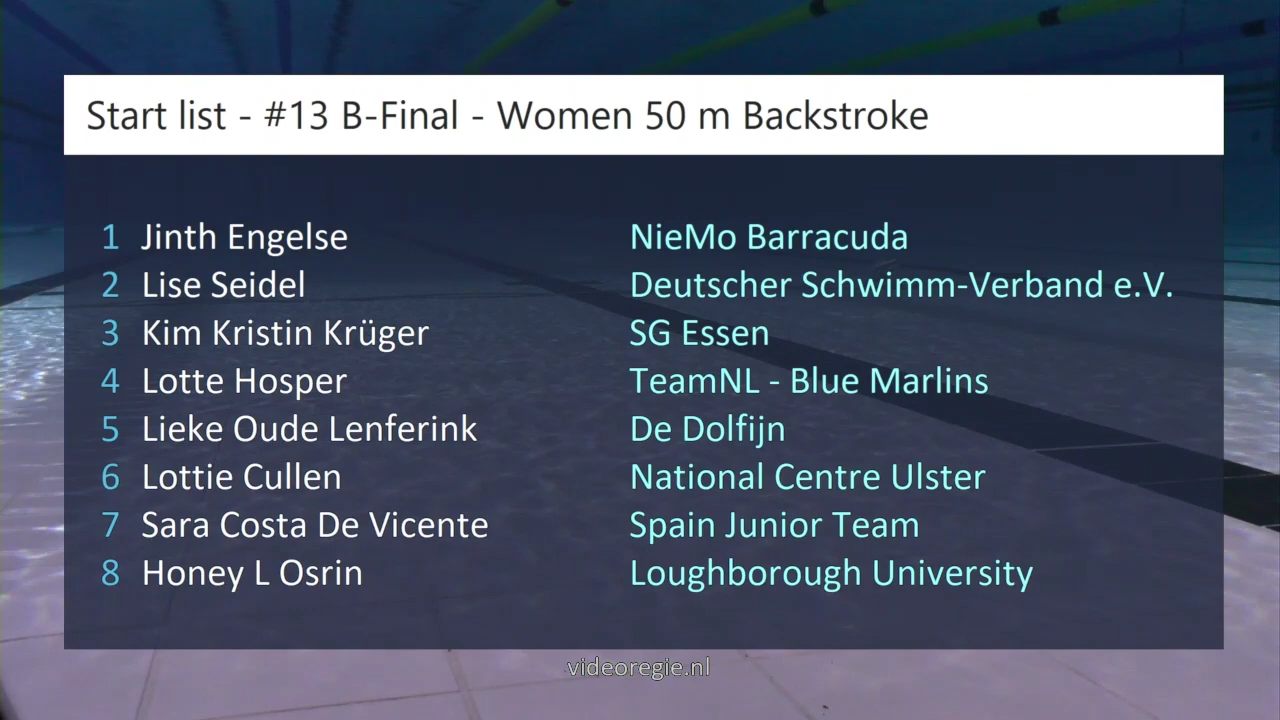 Start list - #13 B-Final - Women 50 m Backstroke
1 Jinth Engelse NieMo Barracuda
2 Lise Seidel Deutscher Schwimm-Verband e.V.
3 Kim Kristin Krüger SG Essen
4 Lotte Hosper TeamNL - Blue Marlins
5 Lieke Oude Lenferink De Dolfijn
6 Lottie Cullen National Centre Ulster
7 Sara Costa De Vicente Spain Junior Team
8 Honey L Osrin Loughborough University
videoregie.nl